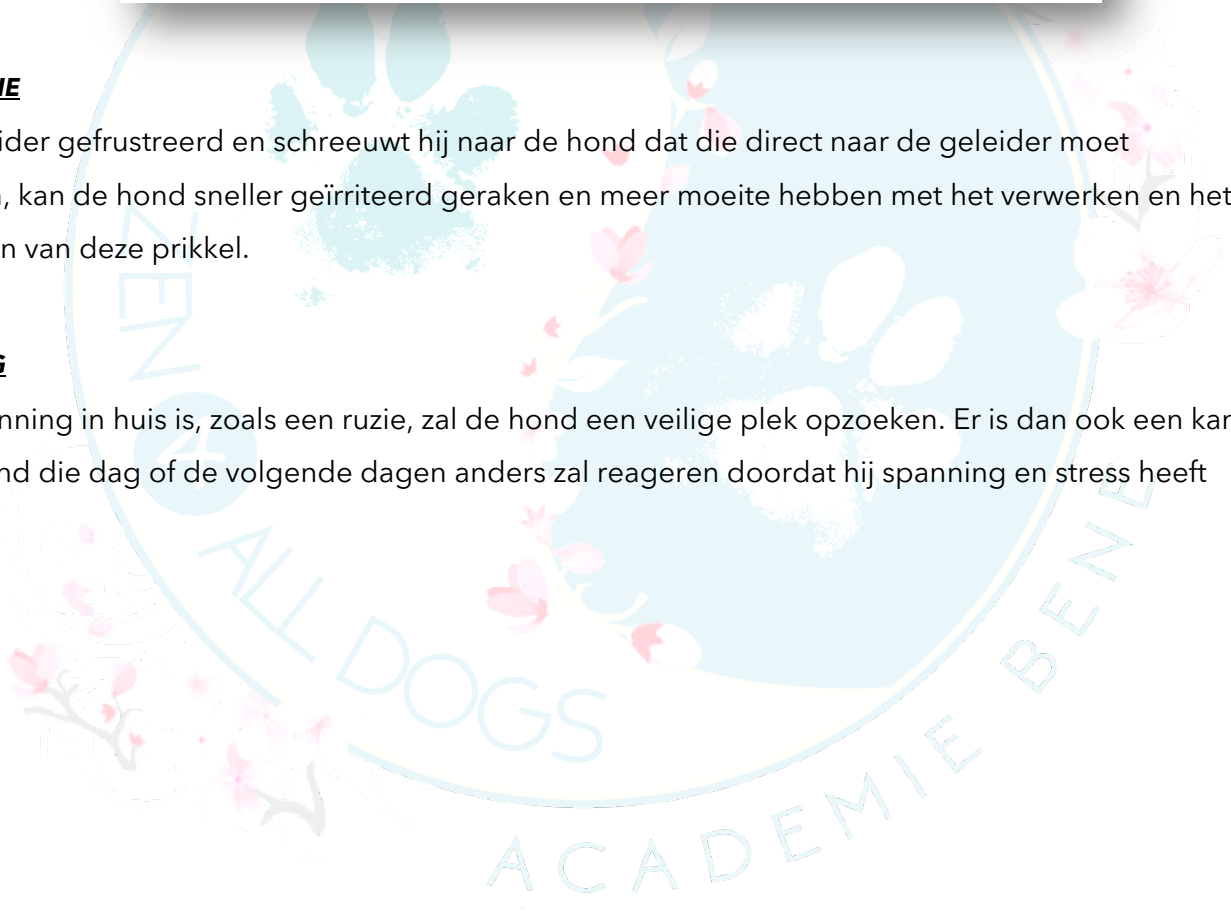 IE
ider gefrustreerd en schreeuwt hij naar de hond dat die direct naar de geleider moet
, kan de hond sneller geïrriteerd geraken en meer moeite hebben met het verwerken en het
n van deze prikkel.
G
nning in huis is, zoals een ruzie, zal de hond een veilige plek opzoeken. Er is dan ook een kan
nd die dag of de volgende dagen anders zal reageren doordat hij spanning en stress heeft
ZEN 4 ALL DOGS
ACADEMIE BENE